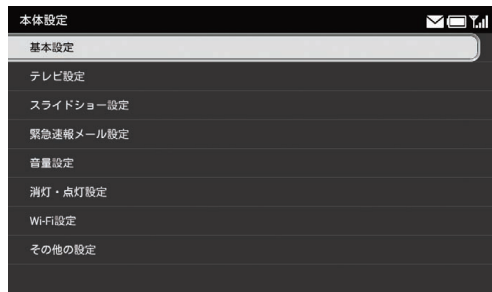 本体設定
基本設定
テレビ設定
スライドショー設定
緊急速報メール設定
音量設定
消灯・点灯設定
Wi-Fi設定
その他の設定